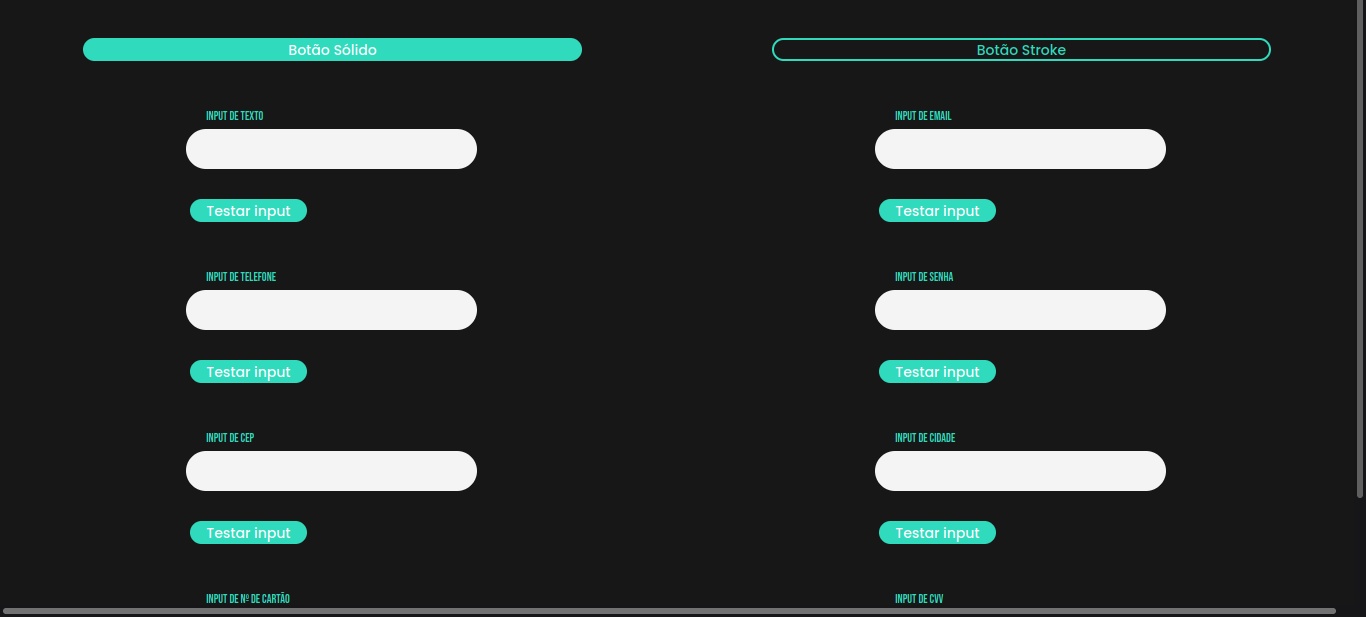 Botão Sólido
Botão Stroke
INPUT DE TEXTO
INPUT DE EMAIL
Testar input
Testar input
INPUT DE TELEFONE
INPUT DE SENHA
Testar input
Testar input
INPUT DE CEP
INPUT DE CIDADE
Testar input
Testar input
INPUT DE Nº DE CARTÃO
INPUT DE CVV